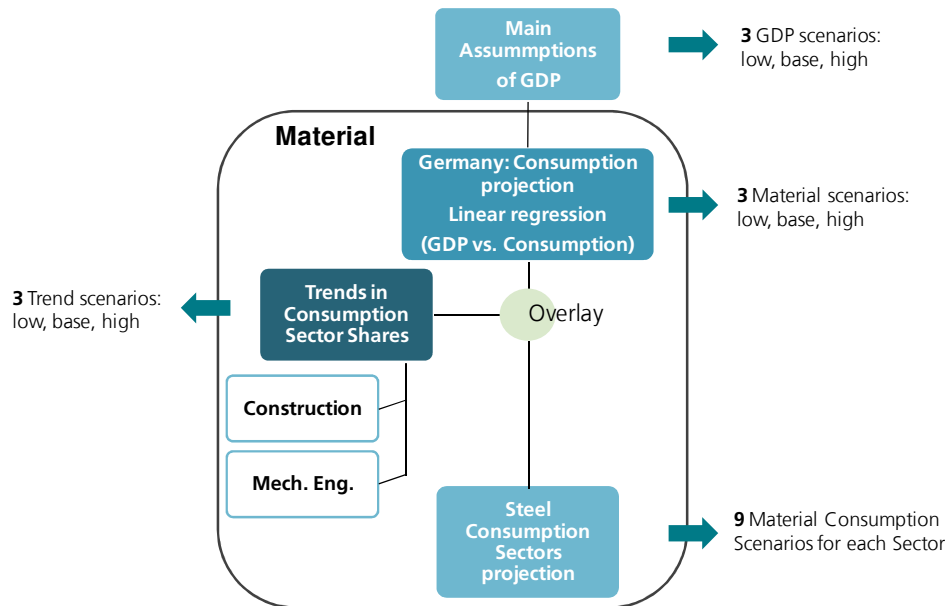 Main
Assummptions
of GDP
3 GDP scenarios:
low, base, high
Material
Germany: Consumption
projection
Linear regression
(GDP vs. Consumption)
3 Material scenarios:
low, base, high
3 Trend scenarios:
low, base, high
Trends in
Consumption
Sector Shares
Overlay
Construction
Mech. Eng.
Steel
Consumption
Sectors
projection
9 Material Consumption
Scenarios for each Sector